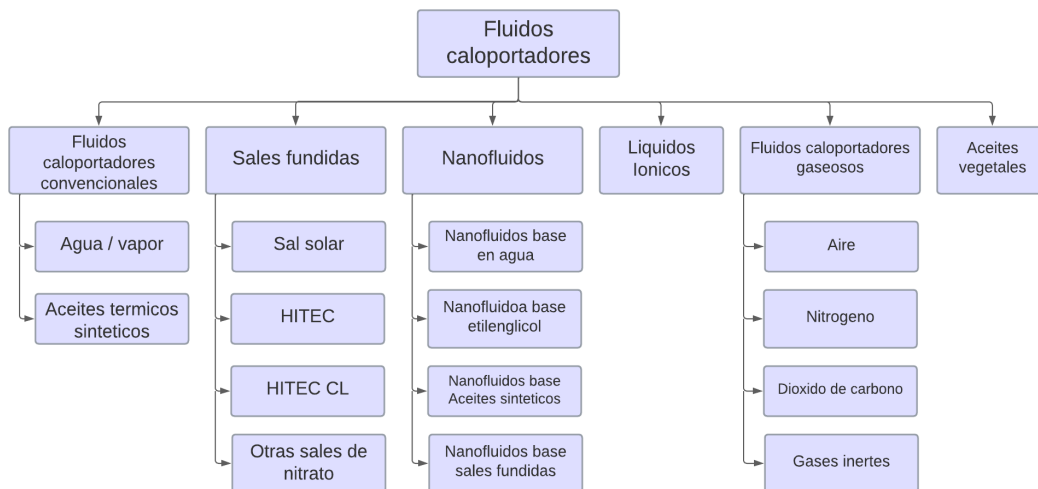 Fluidos
caloportadores
Fluidos
caloportadores
convencionales
Sales fundidas
Nanofluidos
Liquidos
Ionicos
Fluidos caloportadores
gaseosos
Aceites
vegetales
Agua / vapor
Sal solar
Nanofluidos base
en agua
Aire
Aceites termicos
sinteticos
HITEC
Nanofluidoa base
etilenglicol
Nitrogeno
HITEC CL
Nanofluidos base
Aceites sinteticos
Dioxido de carbono
Otras sales de
nitrato
Nanofluidos base
sales fundidas
Gases inertes